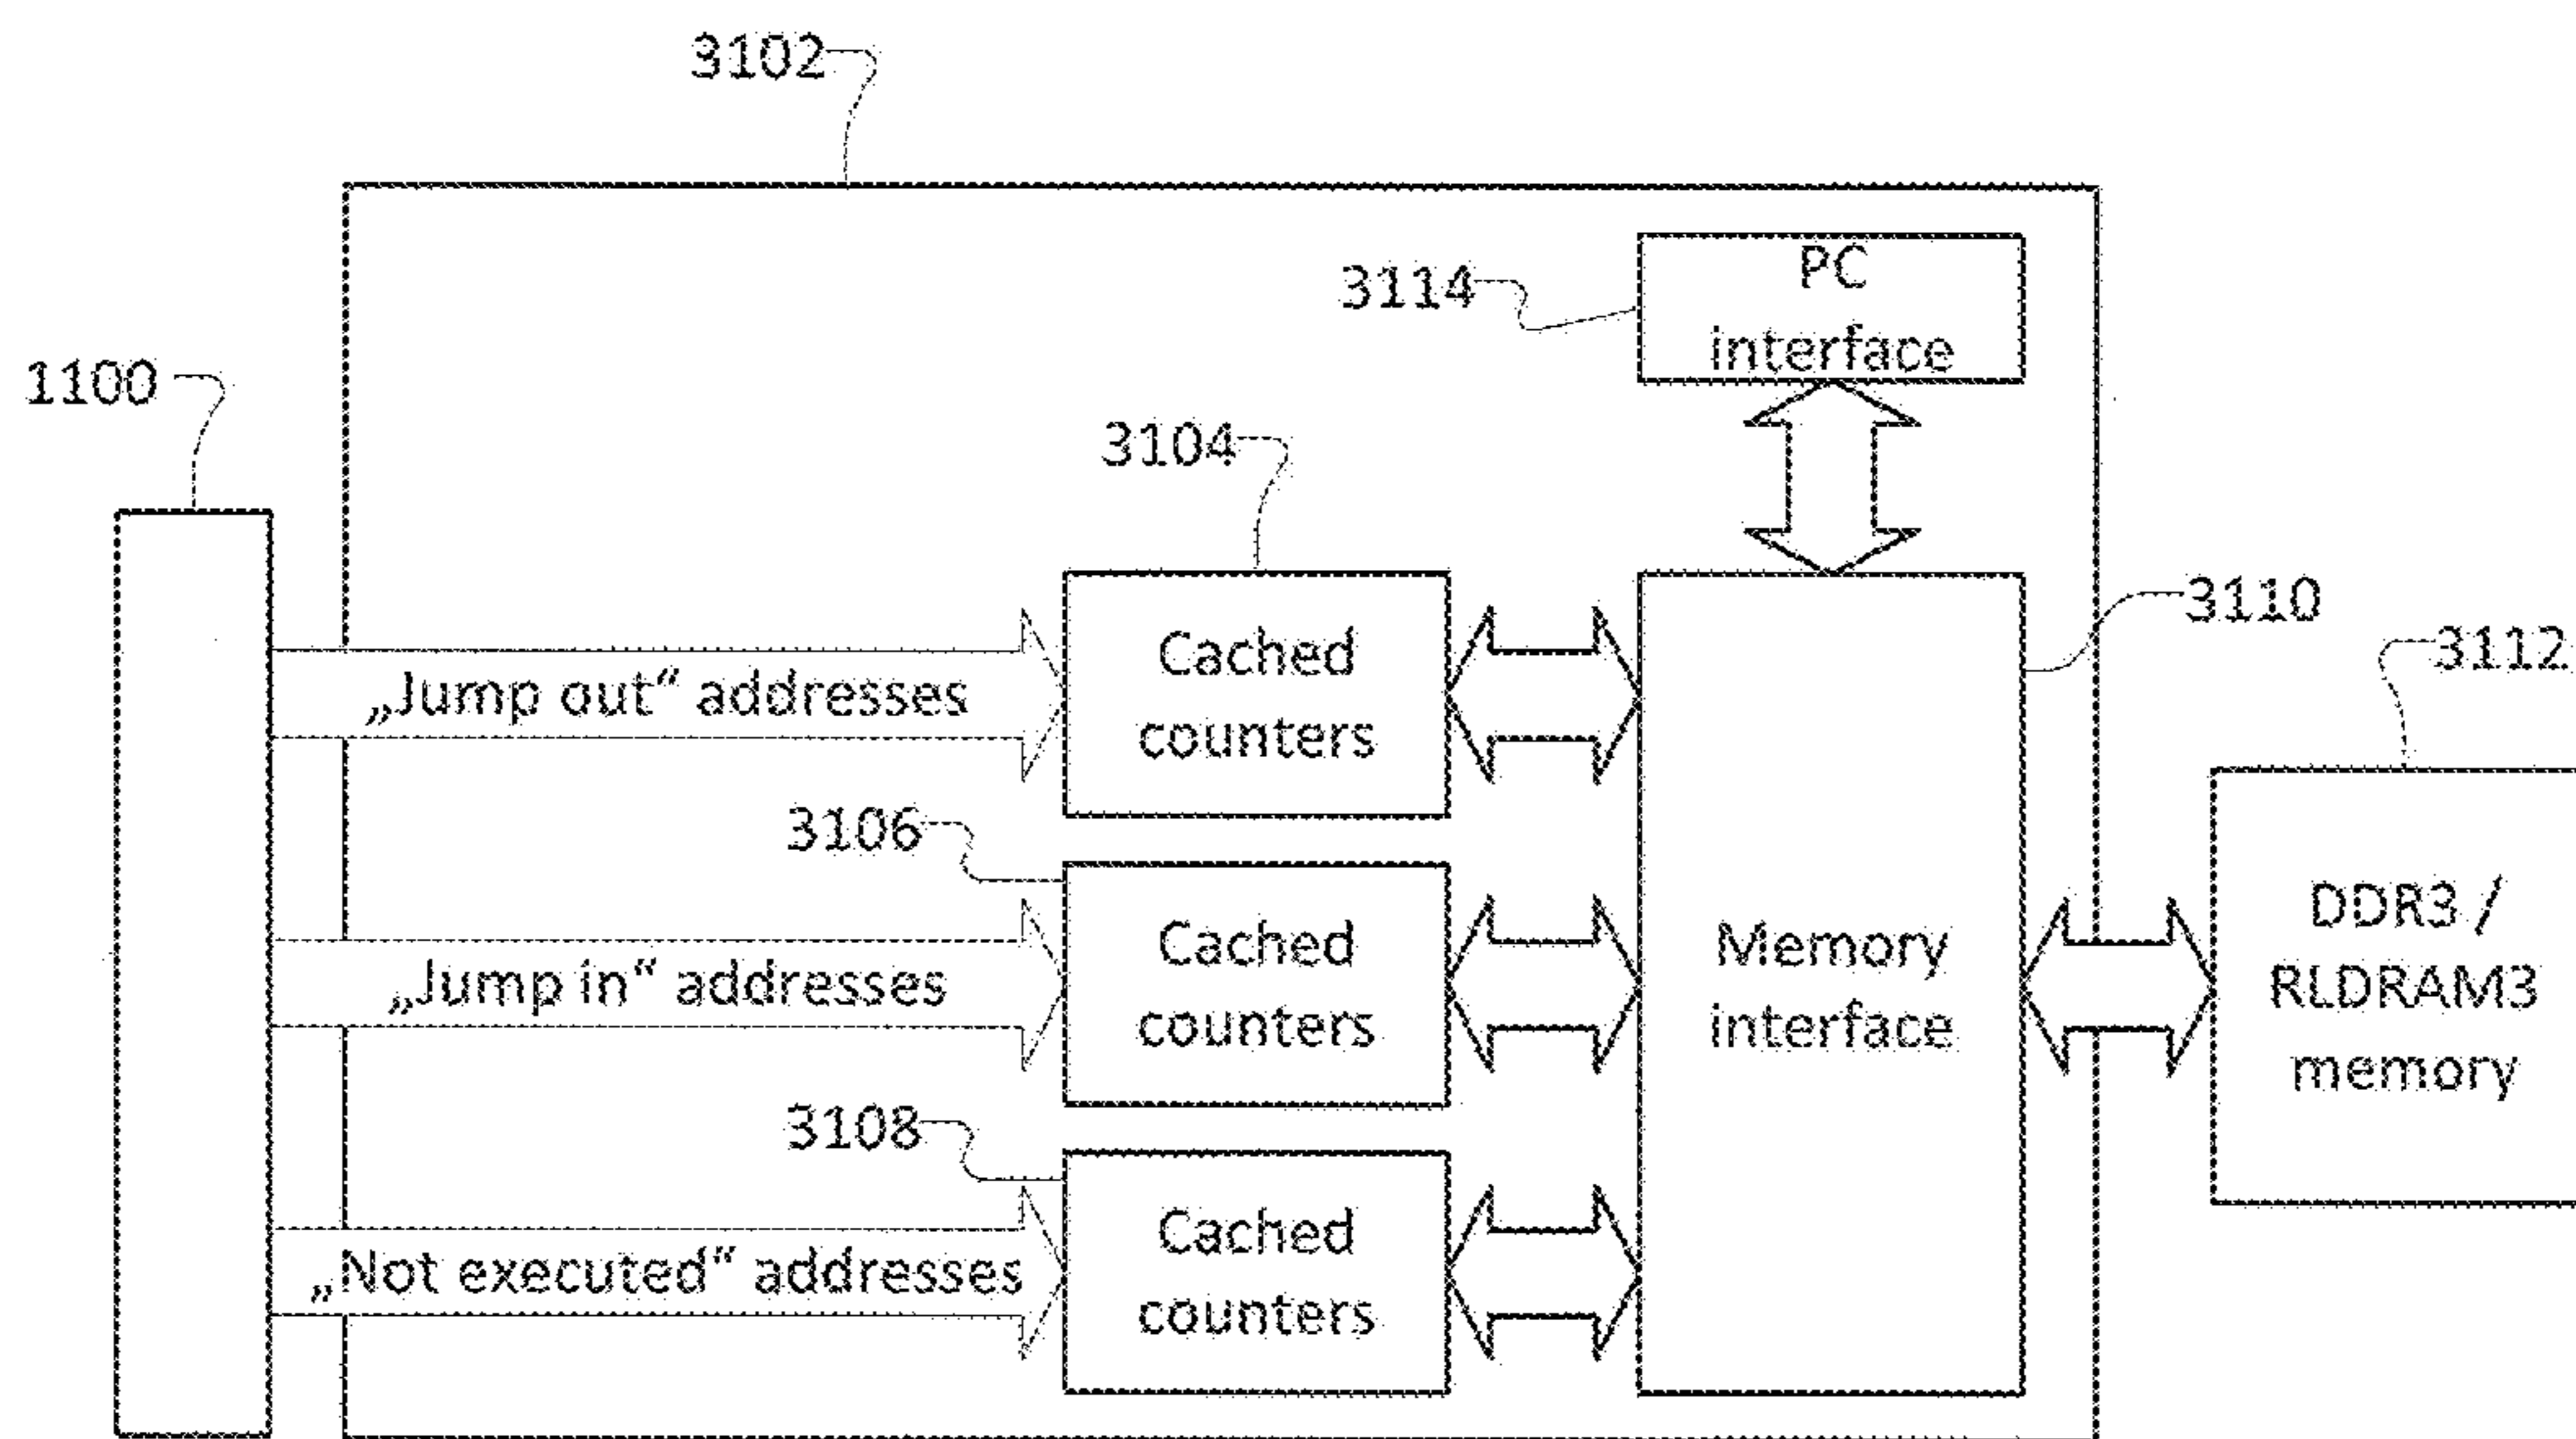 3102
PC
interface
3114
1100
3104
3110
3112
Cached
counters
„Jump out“ addresses
3106
Cached
counters
„Jump in“ addresses
Memory
interface
DDR3 /
RLDRAM3
memory
3108
Cached
counters
„Not executed“ addresses